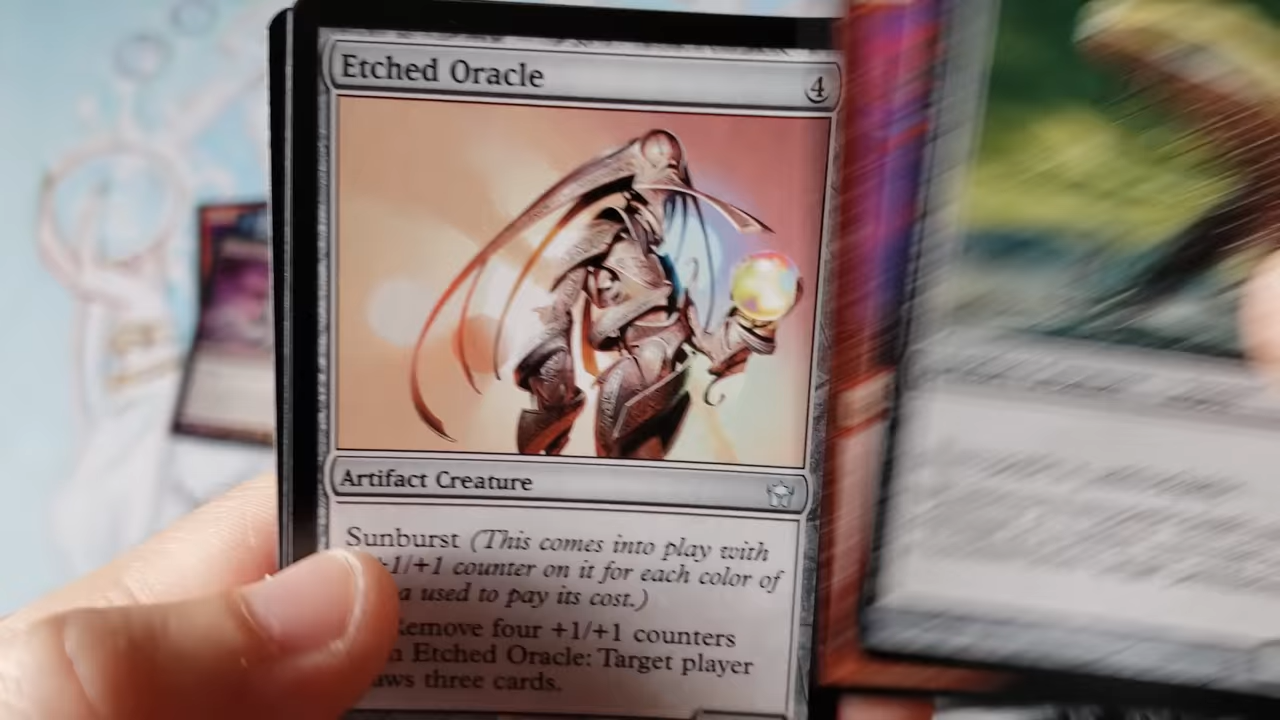 Etched Oracle
4
Artifact Creature
Sunburst (This comes into play with
+1/+1 counter on it for each color of
a used to pay its cost.)
Remove four +1/+1 counters
Etched Oracle: Target player
aws three cards.